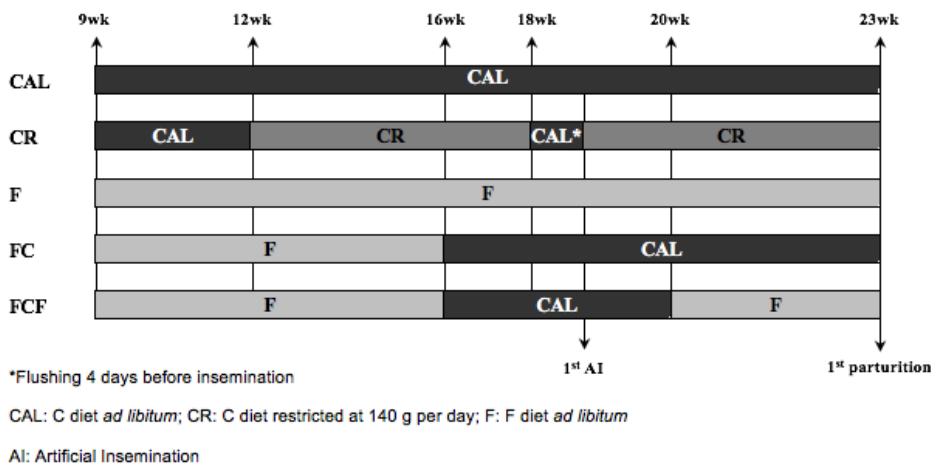 9wk 12wk 16wk 18wk 20wk 23wk
CAL CAL
CR CAL CR CAL* CR
F F
FC F CAL
FCF F CAL F
1st AI 1st parturition
*Flushing 4 days before insemination
CAL: C diet ad libitum; CR: C diet restricted at 140 g per day; F: F diet ad libitum
AI: Artificial Insemination